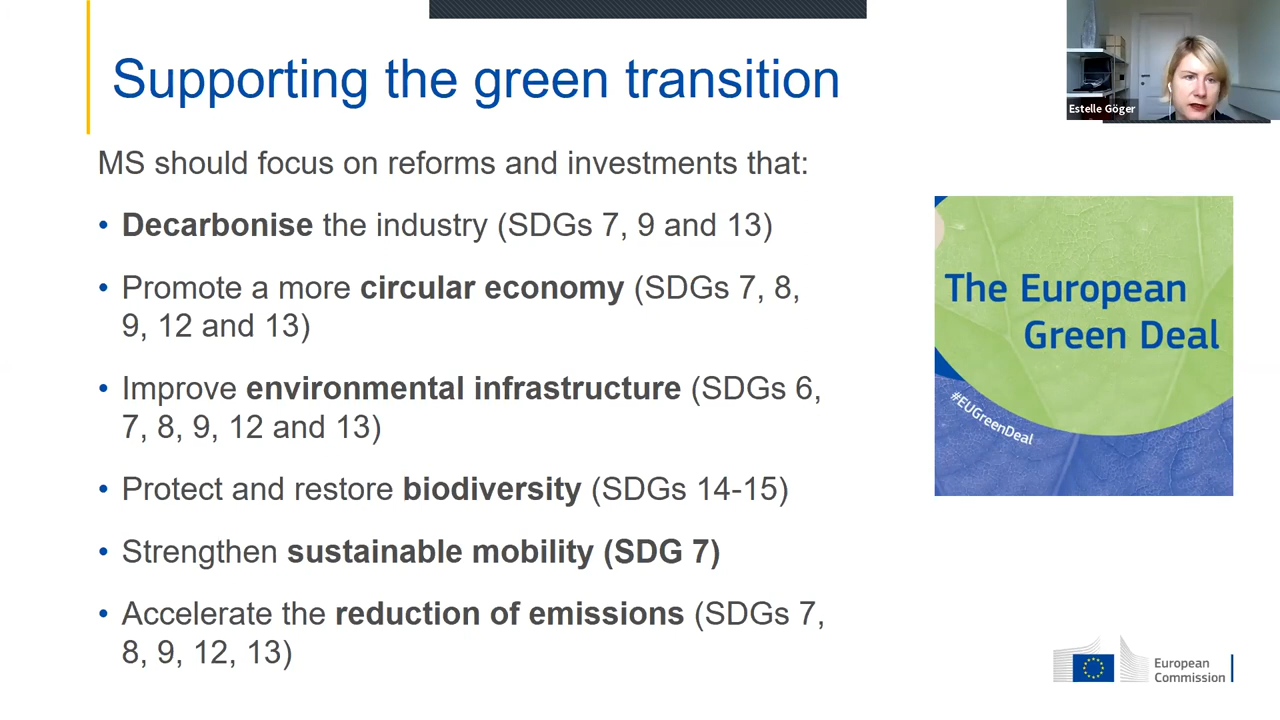 Supporting the green transition
Estelle Göger
MS should focus on reforms and investments that:
• Decarbonise the industry (SDGs 7, 9 and 13)
• Promote a more circular economy (SDGs 7, 8,
9, 12 and 13)
• Improve environmental infrastructure (SDGs 6,
7, 8, 9, 12 and 13)
• Protect and restore biodiversity (SDGs 14-15)
• Strengthen sustainable mobility (SDG 7)
• Accelerate the reduction of emissions (SDGs 7,
8, 9, 12, 13)
The European
Green Deal
#EUGreenDeal
European
Commission